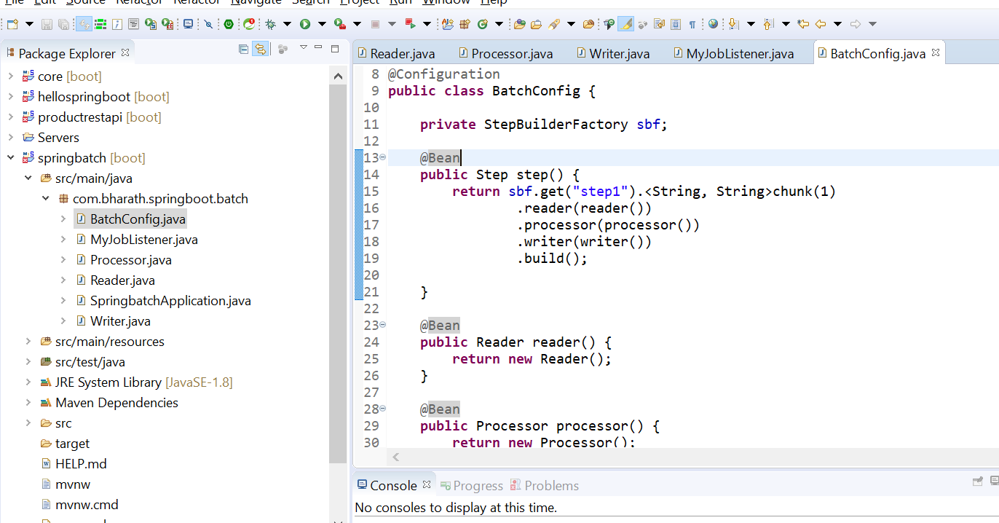 File Edit Source Refactor Refactor Navigate Search Project Run Window Help
Package Explorer
core [boot]
hellospringboot [boot]
productrestapi [boot]
Servers
springbatch [boot]
src/main/java
com.bharath.springboot.batch
BatchConfig.java
MyJobListener.java
Processor.java
Reader.java
SpringbatchApplication.java
Writer.java
src/main/resources
src/test/java
JRE System Library [JavaSE-1.8]
Maven Dependencies
src
target
HELP.md
mvnw
mvnw.cmd
Reader.java Processor.java Writer.java MyJobListener.java BatchConfig.java
8 @Configuration
9 public class BatchConfig {
10
11 private StepBuilderFactory sbf;
12
13 @Bean
14 public Step step() {
15 return sbf.get("step1").<String, String>chunk(1)
16 .reader(reader())
17 .processor(processor())
18 .writer(writer())
19 .build();
20
21 }
22
23 @Bean
24 public Reader reader() {
25 return new Reader();
26 }
27
28 @Bean
29 public Processor processor() {
30 return new Processor();
Console Progress Problems
No consoles to display at this time.